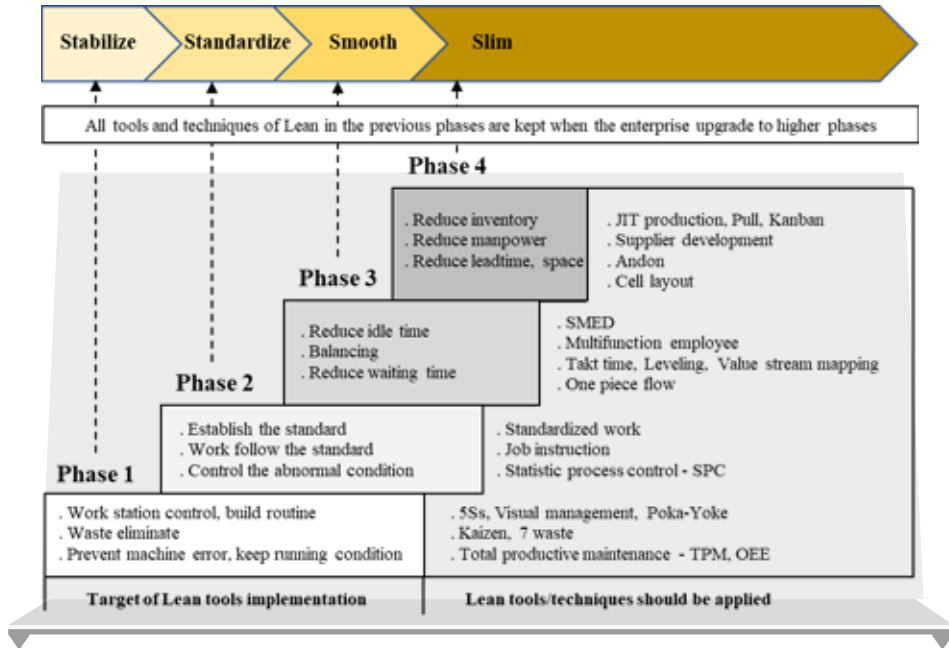 Stabilize
Standardize
Smooth
Slim
All tools and techniques of Lean in the previous phases are kept when the enterprise upgrade to higher phases
Phase 4
. Reduce inventory
. Reduce manpower
. Reduce leadtime, space
. JIT production, Pull, Kanban
. Supplier development
. Andon
. Cell layout
Phase 3
. Reduce idle time
. Balancing
. Reduce waiting time
. SMED
. Multifunction employee
. Takt time, Leveling, Value stream mapping
. One piece flow
Phase 2
. Establish the standard
. Work follow the standard
. Control the abnormal condition
. Standardized work
. Job instruction
. Statistic process control - SPC
Phase 1
. Work station control, build routine
. Waste eliminate
. Prevent machine error, keep running condition
. 5Ss, Visual management, Poka-Yoke
. Kaizen, 7 waste
. Total productive maintenance - TPM, OEE
Target of Lean tools implementation
Lean tools/techniques should be applied